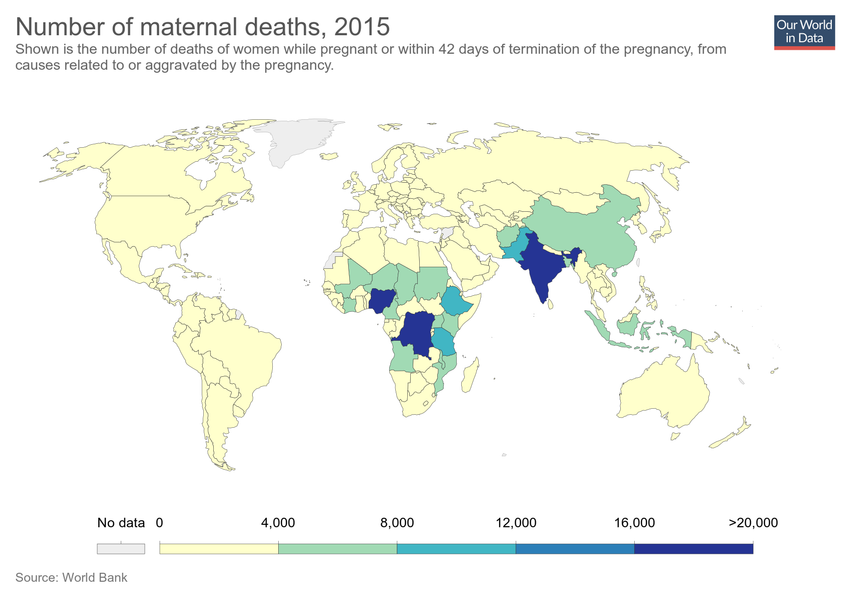 Number of maternal deaths, 2015
Our World
in Data
Shown is the number of deaths of women while pregnant or within 42 days of termination of the pregnancy, from
causes related to or aggravated by the pregnancy.
No data 0 4,000 8,000 12,000 16,000 >20,000
Source: World Bank